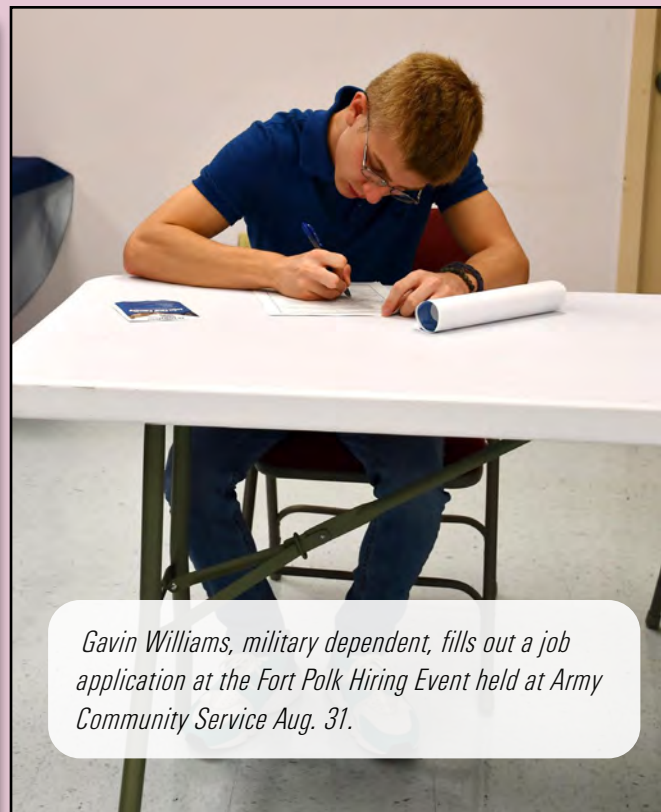 Gavin Williams, military dependent, fills out a job
application at the Fort Polk Hiring Event held at Army
Community Service Aug. 31.